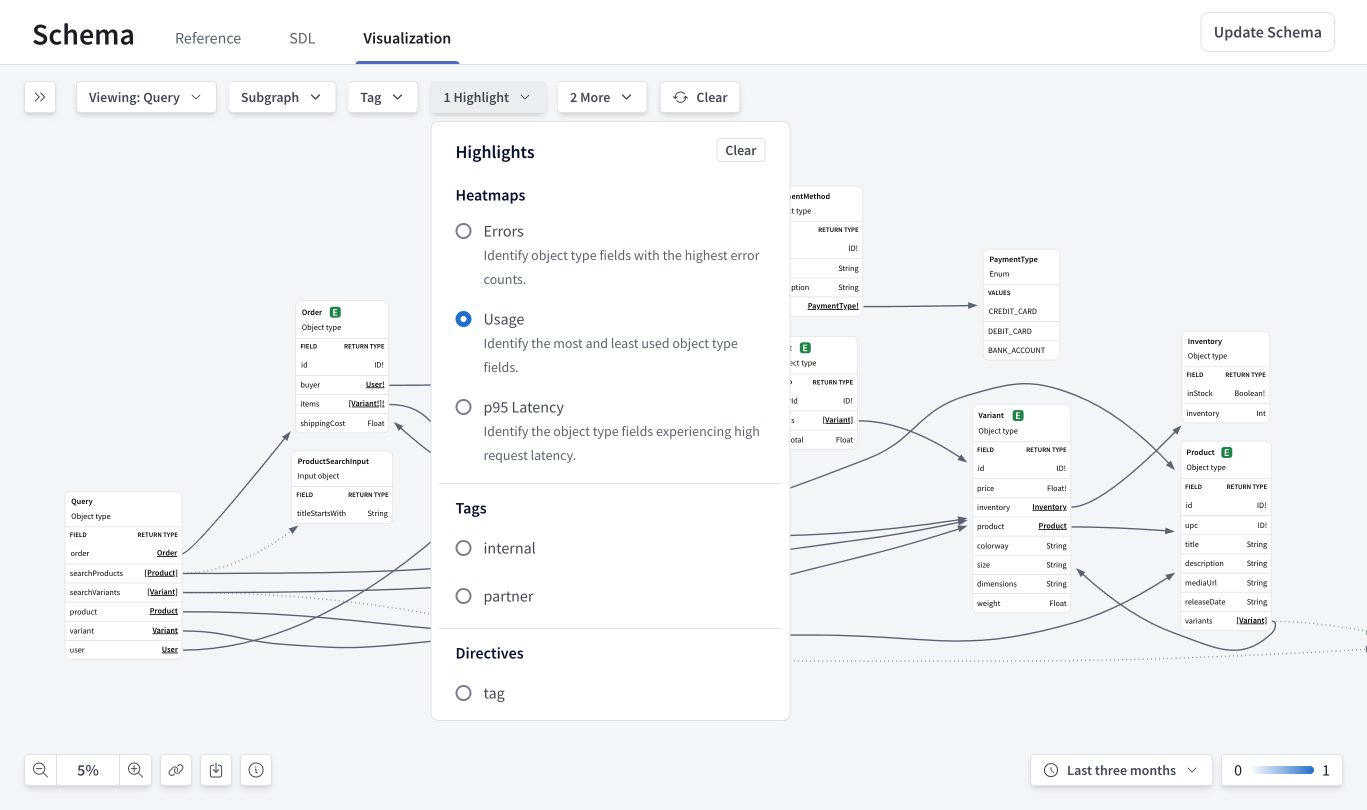 Schema
Reference
SDL
Visualization
Update Schema
Viewing: Query
Subgraph
Tag
1 Highlight
2 More
Clear
Highlights
Clear
Heatmaps
Errors
Identify object type fields with the highest error
counts.
Usage
Identify the most and least used object type
fields.
p95 Latency
Identify the object type fields experiencing high
request latency.
Tags
internal
partner
Directives
tag
Query
Object type
FIELD RETURN TYPE
order Order
searchProducts [Product]
searchVariants [Variant]
product Product
variant Variant
user User
Order E
Object type
FIELD RETURN TYPE
id ID!
buyer User!
items [Variant!]!
shippingCost Float
ProductSearchInput
Input object
FIELD RETURN TYPE
titleStartsWith String
entMethod
ct type
RETURN TYPE
ID!
String
ption String
PaymentType!
t E
ect type
RETURN TYPE
Id ID!
s [Variant]
otal Float
PaymentType
Enum
VALUES
CREDIT_CARD
DEBIT_CARD
BANK_ACCOUNT
Variant E
Object type
FIELD RETURN TYPE
id ID!
price Float!
inventory Inventory
product Product
colorway String
size String
dimensions String
weight Float
Inventory
Object type
FIELD RETURN TYPE
inStock Boolean!
inventory Int
Product E
Object type
FIELD RETURN TYPE
id ID!
upc ID!
title String
description String
mediaUrl String
releaseDate String
variants [Variant]
5%
Last three months
0 1